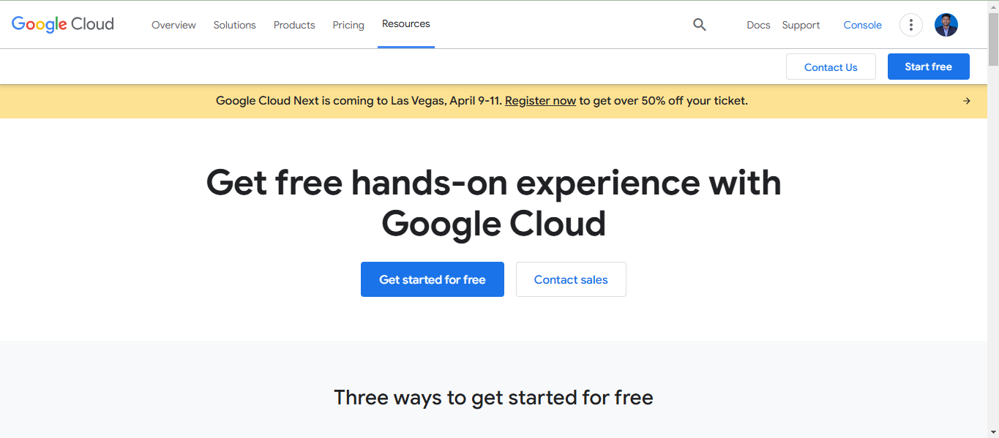 Google Cloud Overview Solutions Products Pricing Resources Docs Support Console
Contact Us Start free
Google Cloud Next is coming to Las Vegas, April 9-11. Register now to get over 50% off your ticket.
Get free hands-on experience with
Google Cloud
Get started for free Contact sales
Three ways to get started for free